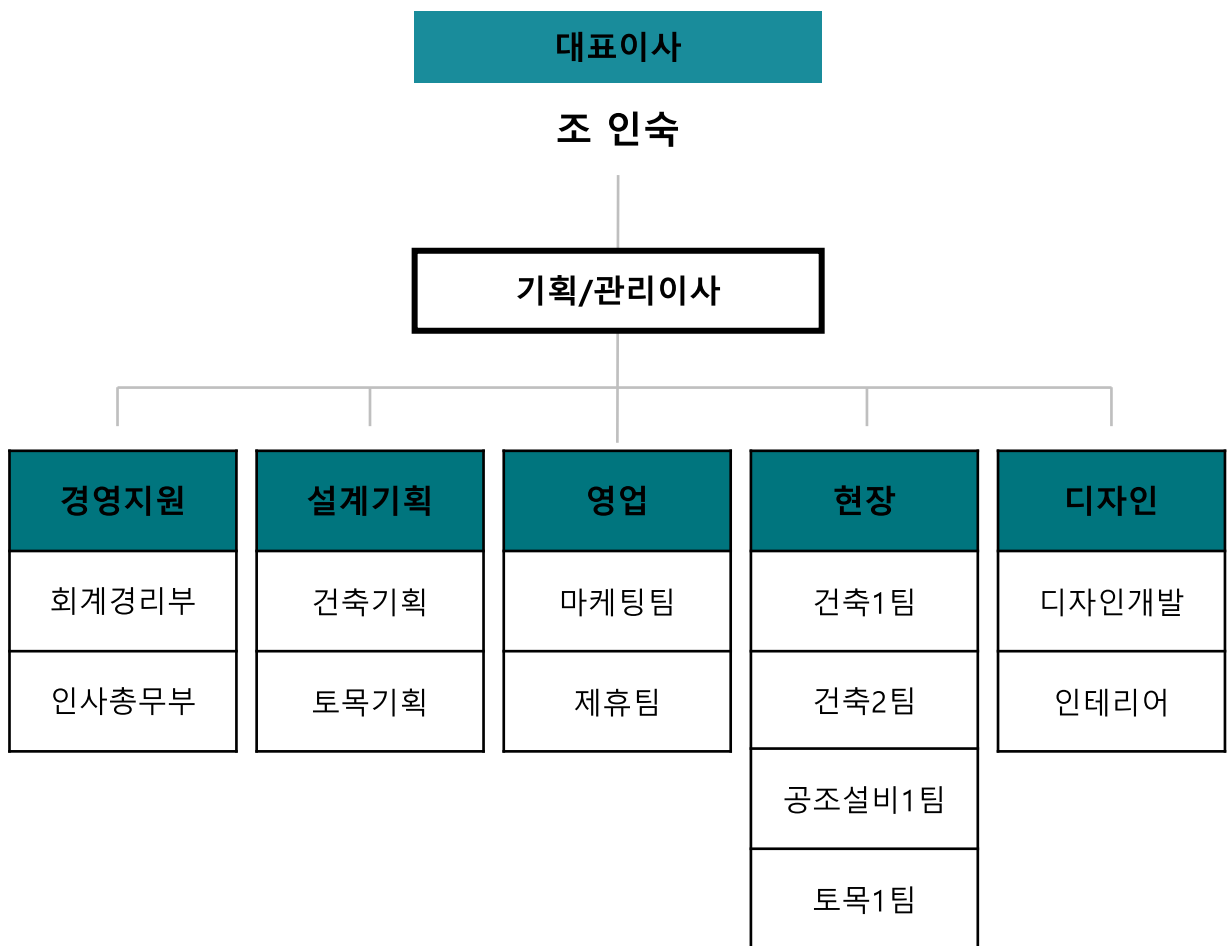 대표이사
조 인숙
기획/관리이사
경영지원
회계경리부
인사총무부
설계기획
건축기획
토목기획
영업
마케팅팀
제휴팀
현장
건축1팀
건축2팀
공조설비1팀
토목1팀
디자인
디자인개발
인테리어